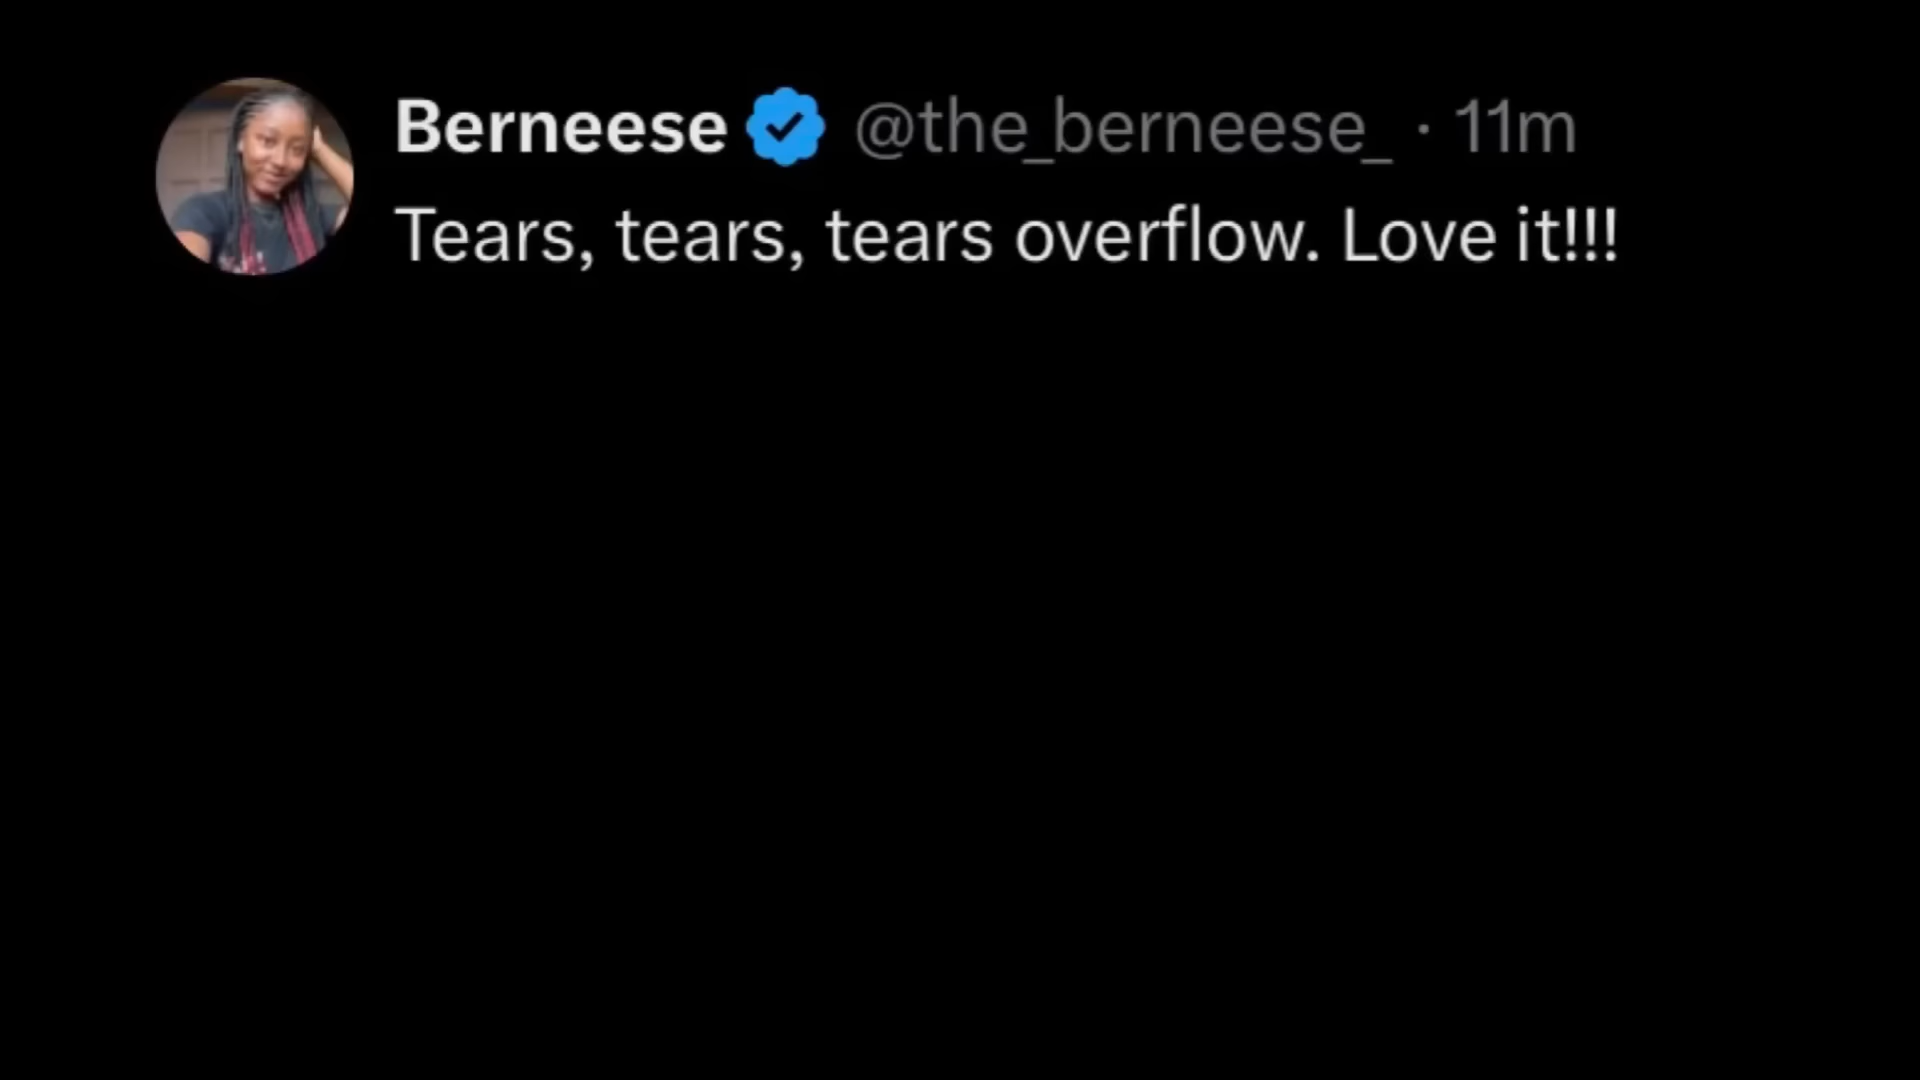 Berneese @the_berneese_ · 11m
Tears, tears, tears overflow. Love it!!!